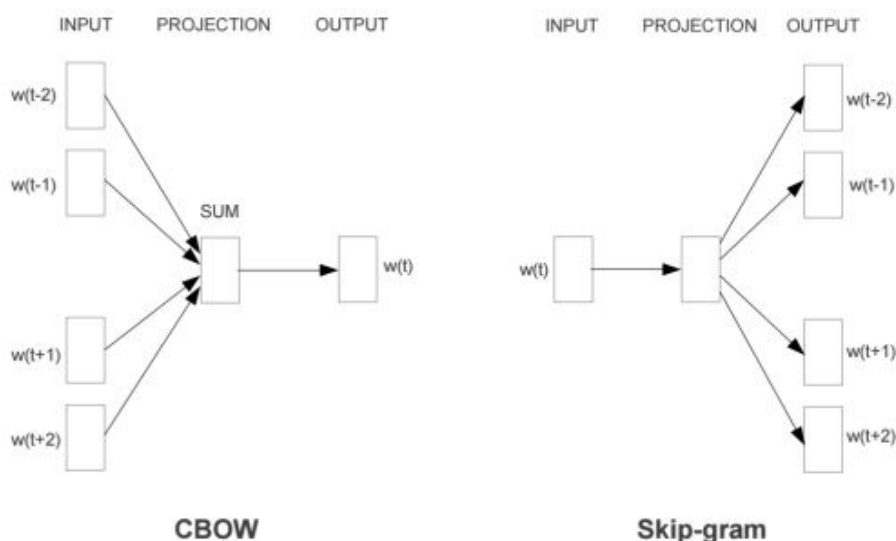 INPUT PROJECTION OUTPUT
w(t-2)
w(t-1)
SUM
w(t)
w(t+1)
w(t+2)
CBOW
INPUT PROJECTION OUTPUT
w(t-2)
w(t-1)
w(t)
w(t+1)
w(t+2)
Skip-gram